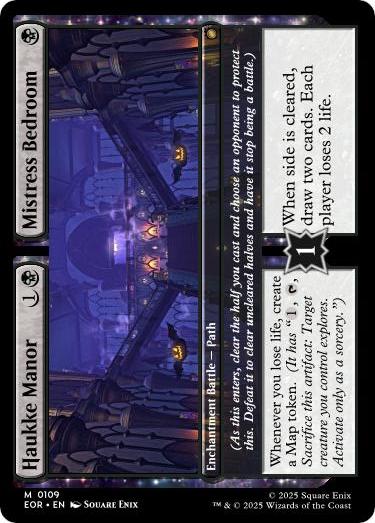 Haukke Manor
Mistress Bedroom
Enchantment Battle — Path
(As this enters, clear the half you cast and choose an opponent to protect
this. Defeat it to clear uncleared halves and have it stop being a battle.)
Whenever you lose life, create
a Map token. (It has “1, T,
Sacrifice this artifact: Target
creature you control explores.
Activate only as a sorcery.”)
1
When side is cleared,
draw two cards. Each
player loses 2 life.
M 0109
EOR • EN SQUARE ENIX
© 2025 Square Enix
™ & © 2025 Wizards of the Coast